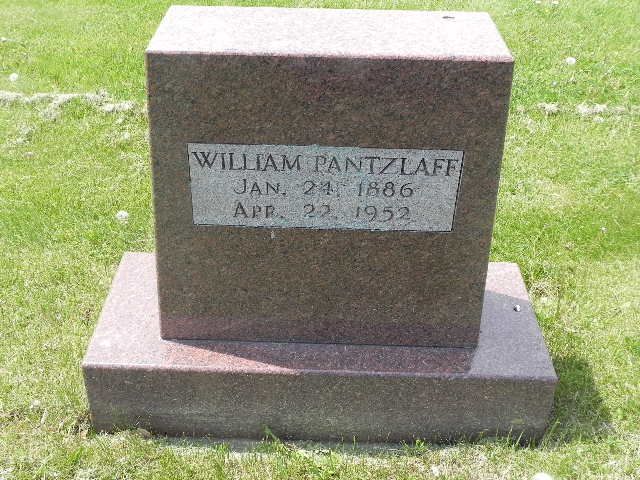 WILLIAM PANTZLAFF
JAN. 24, 1886
APR. 22, 1952